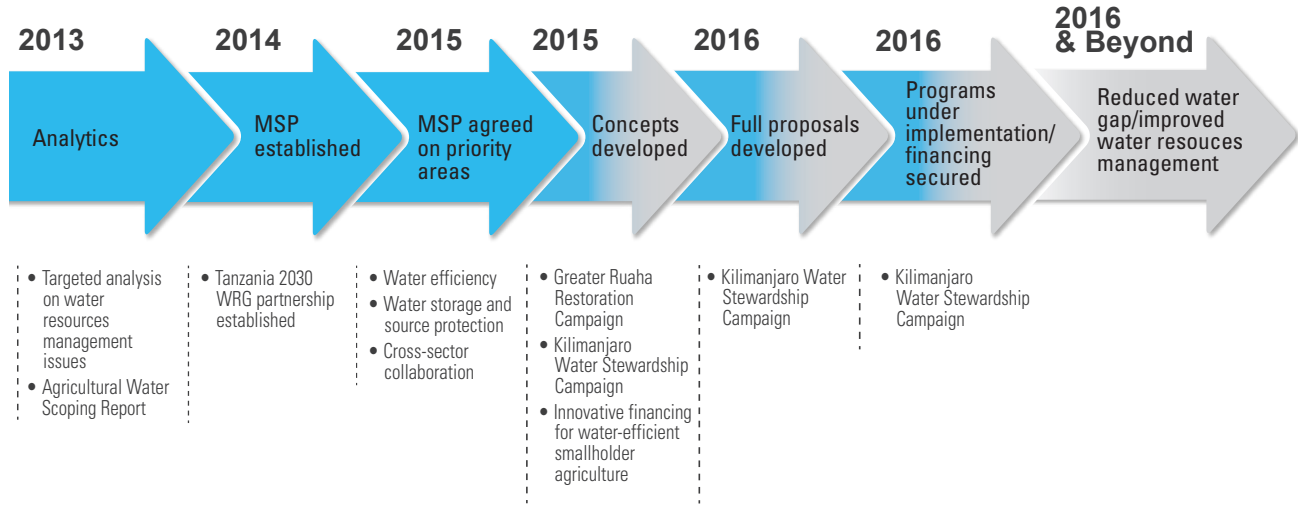 2013
2014
2015
2015
2016
2016
2016
& Beyond
Analytics
MSP
established
MSP agreed
on priority
areas
Concepts
developed
Full proposals
developed
Programs
under
implementation/
financing
secured
Reduced water
gap/improved
water resouces
management
• Targeted analysis
on water
resources
management
issues
• Agricultural Water
Scoping Report
• Tanzania 2030
WRG partnership
established
• Water efficiency
• Water storage and
source protection
• Cross-sector
collaboration
• Greater Ruaha
Restoration
Campaign
• Kilimanjaro
Water Stewardship
Campaign
• Innovative financing
for water-efficient
smallholder
agriculture
• Kilimanjaro Water
Stewardship
Campaign
• Kilimanjaro
Water Stewardship
Campaign